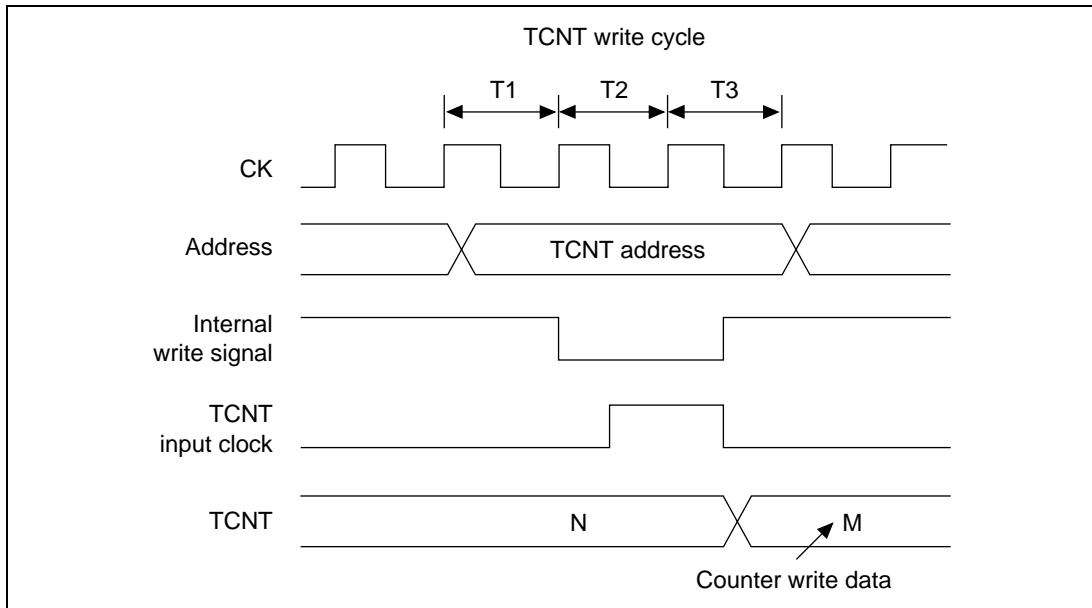 TCNT write cycle
T1 T2 T3
CK
Address
TCNT address
Internal
write signal
TCNT
input clock
TCNT
N
M
Counter write data